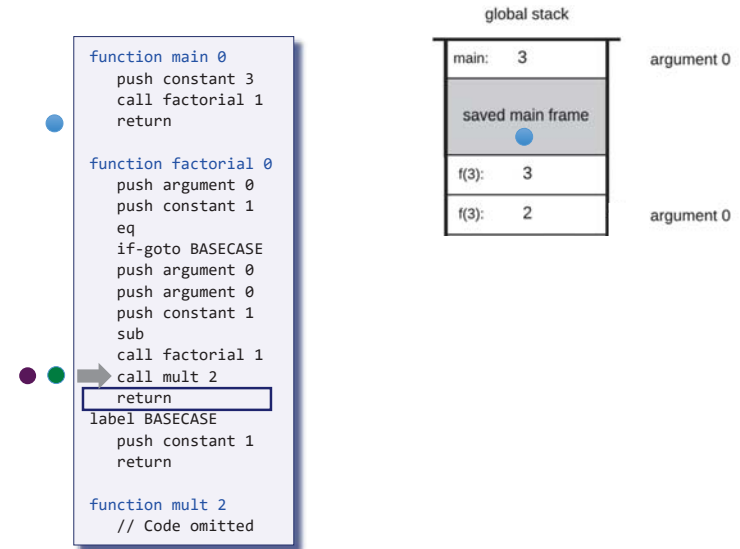 function main 0
push constant 3
call factorial 1
return
function factorial 0
push argument 0
push constant 1
eq
if-goto BASECASE
push argument 0
push argument 0
push constant 1
sub
call factorial 1
call mult 2
return
label BASECASE
push constant 1
return
function mult 2
// Code omitted
global stack
main: 3 argument 0
saved main frame
f(3): 3
f(3): 2 argument 0